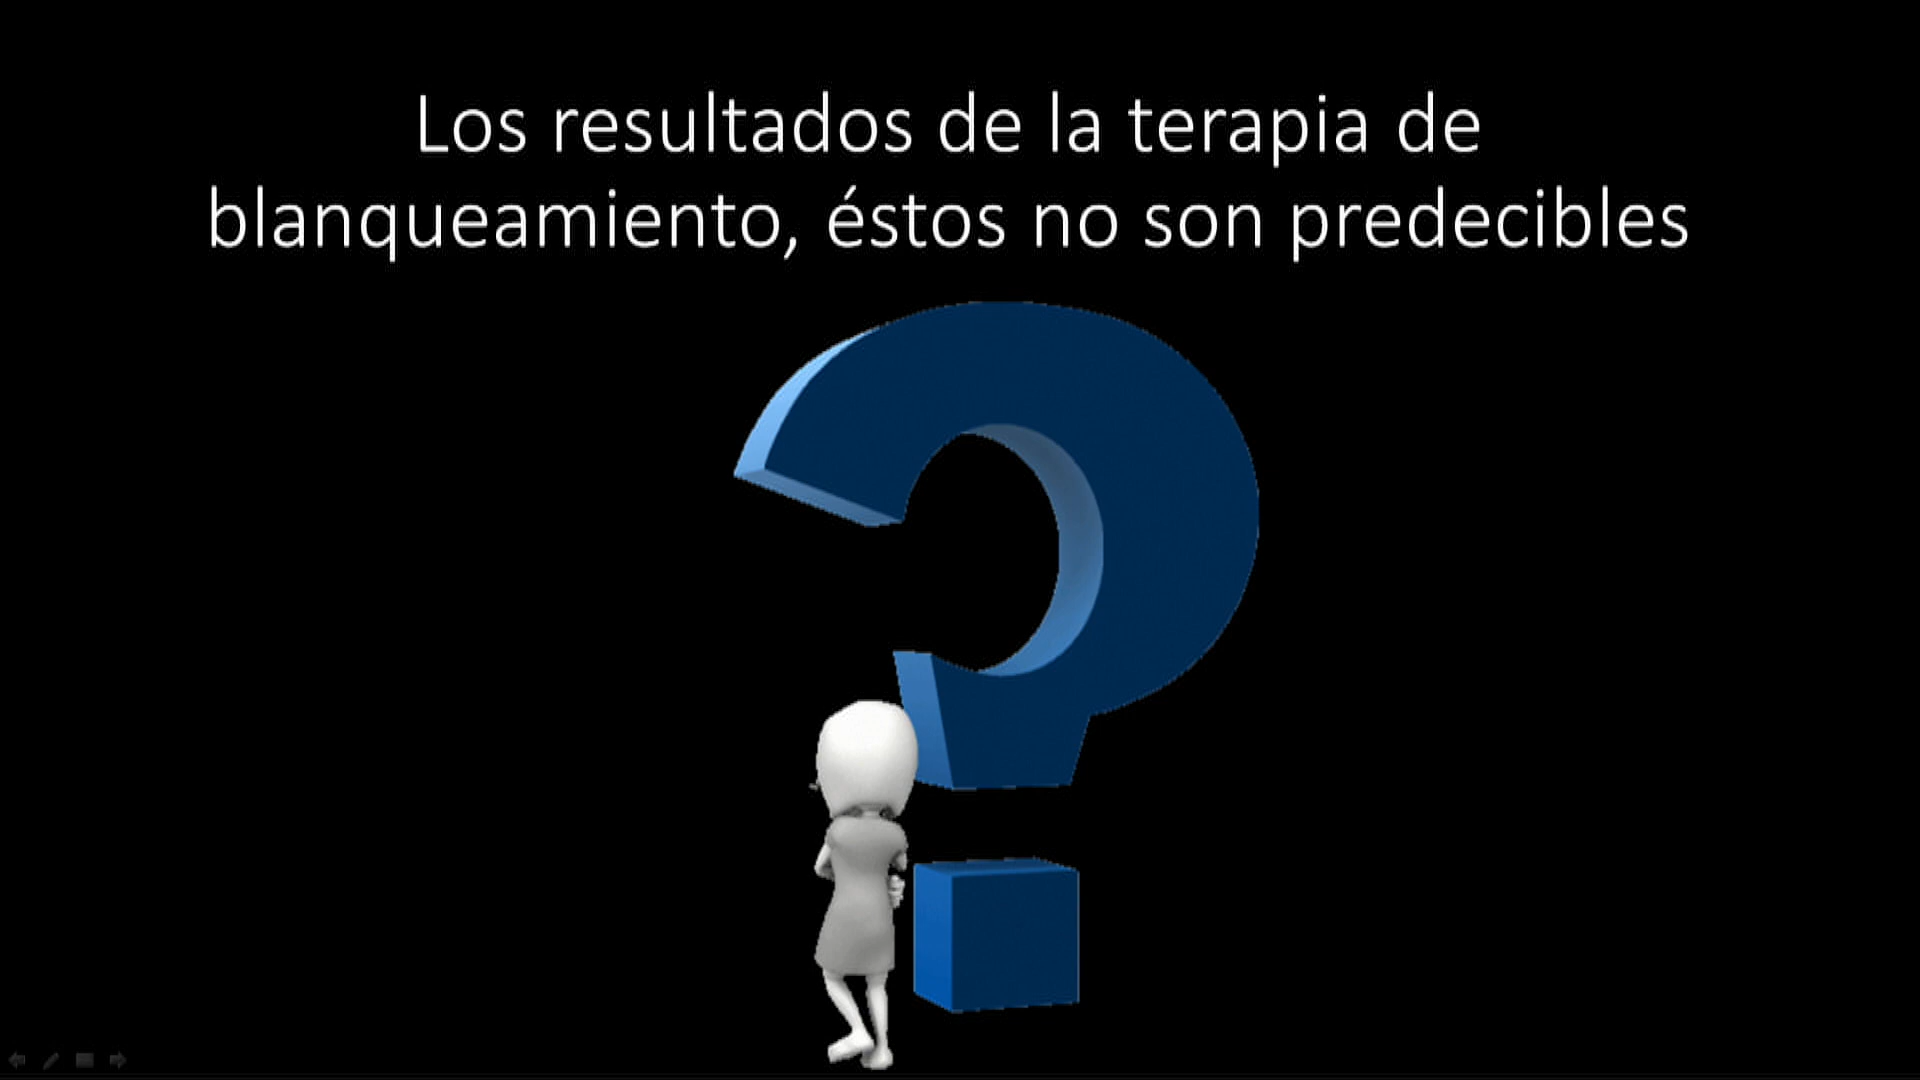 Los resultados de la terapia de
blanqueamiento, éstos no son predecibles